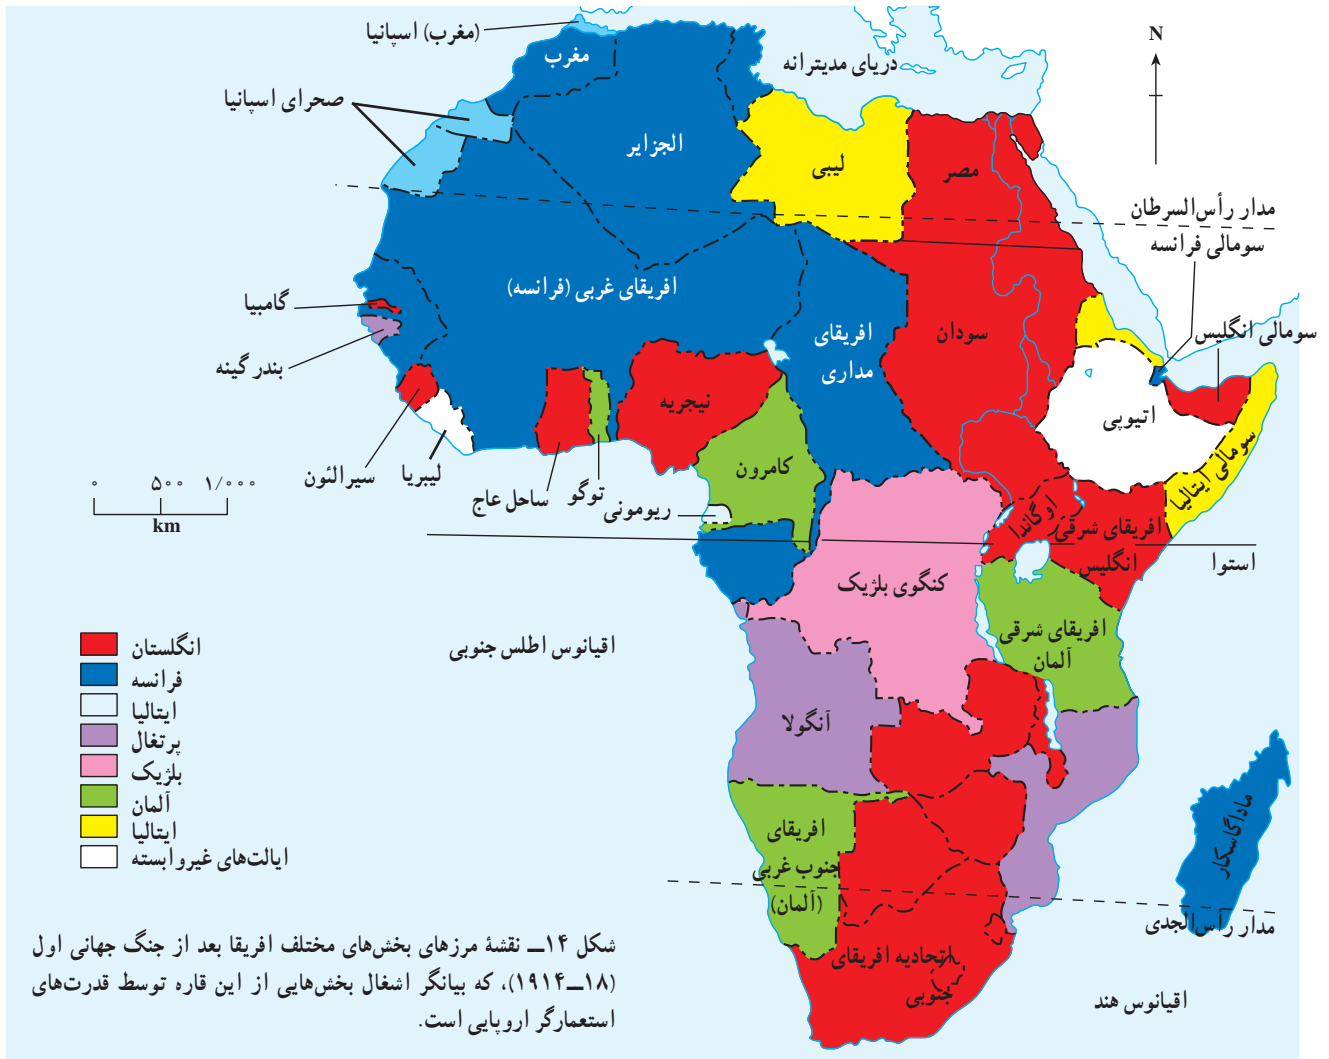 (مغرب) اسپانیا
مغرب
دریای مدیترانه
N
صحرای اسپانیا
الجزایر
لیبی
مصر
مدار رأس‌السرطان
سومالی فرانسه
گامبیا
افریقای غربی (فرانسه)
افریقای
مداری
سودان
سومالی انگلیس
بندر گینه
نیجریه
اتیوپی
سومالی ایتالیا
سیرالئون
لیبریا
ساحل عاج
توگو
کامرون
ریومونی
۰ ۵۰۰ ۱/۰۰۰
km
اوگاندا
افریقای شرقی
انگلیس
استوا
کنگوی بلژیک
افریقای شرقی
آلمان
اقیانوس اطلس جنوبی
انگلستان
فرانسه
ایتالیا
پرتغال
بلژیک
آلمان
ایتالیا
ایالت‌های غیروابسته
آنگولا
افریقای
جنوب غربی
(آلمان)
ماداگاسکار
مدار رأس‌الجدی
اتحادیه افریقای
جنوبی
اقیانوس هند
شکل ۱۴ــ نقشهٔ مرزهای بخش‌های مختلف افریقا بعد از جنگ جهانی اول
(۱۸ــ۱۹۱۴)، که بیانگر اشغال بخش‌هایی از این قاره توسط قدرت‌های
استعمارگر اروپایی است.